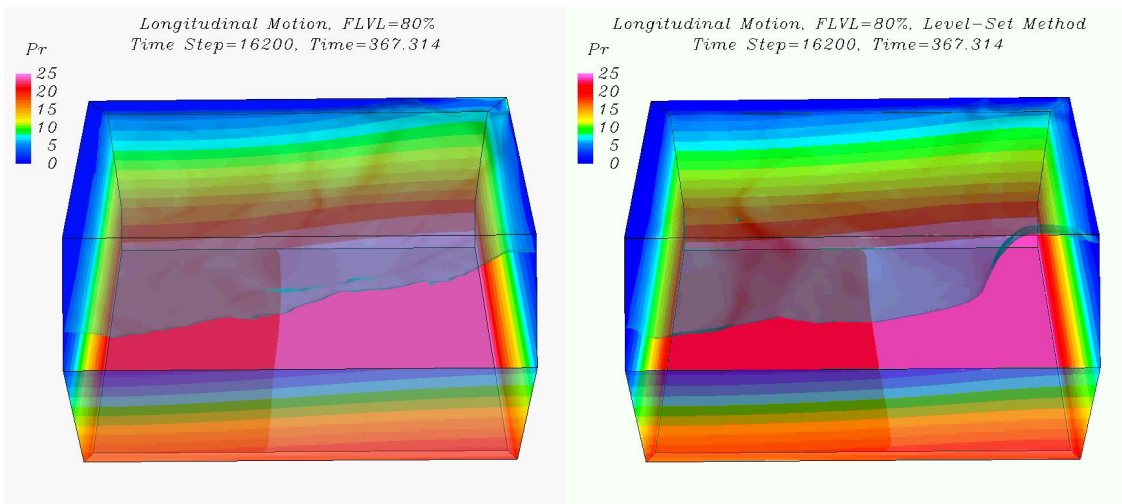 Longitudinal Motion, FLVL=80%
Time Step=16200, Time=367.314
Pr
25
20
15
10
5
0
Longitudinal Motion, FLVL=80%, Level-Set Method
Time Step=16200, Time=367.314
Pr
25
20
15
10
5
0